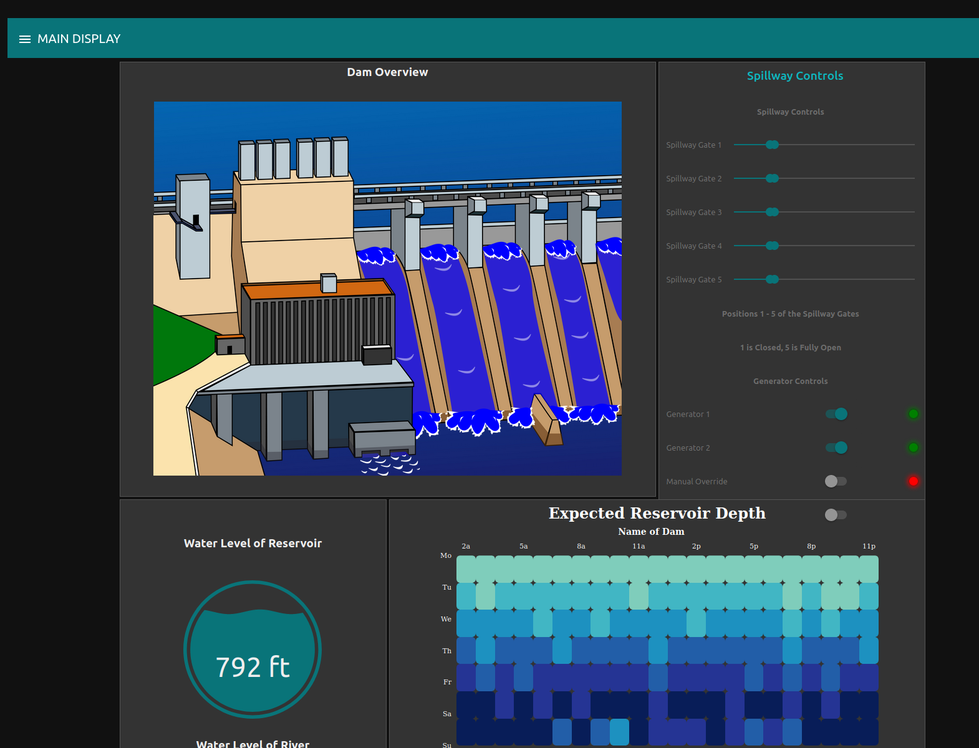 MAIN DISPLAY
Dam Overview
Spillway Controls
Spillway Controls
Spillway Gate 1
Spillway Gate 2
Spillway Gate 3
Spillway Gate 4
Spillway Gate 5
Positions 1 - 5 of the Spillway Gates
1 is Closed, 5 is Fully Open
Generator Controls
Generator 1
Generator 2
Manual Override
Water Level of Reservoir
792 ft
Water Level of River
Expected Reservoir Depth
Name of Dam
2a 5a 8a 11a 2p 5p 8p 11p
Mo
Tu
We
Th
Fr
Sa
Su